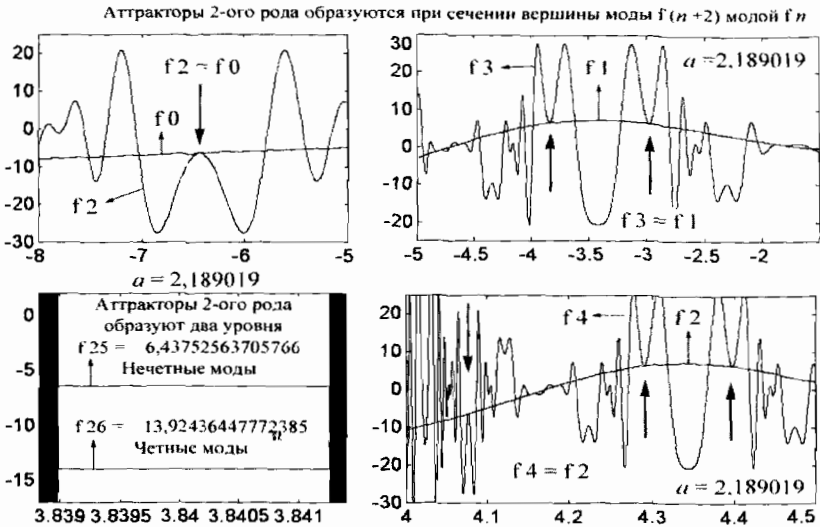 Аттракторы 2-ого рода образуются при сечении вершины моды f (n +2) модой f n
20
10
0
-10
-20
-30
f 2 = f 0
f 0
f 2
-8
-7
-6
-5
30
20
10
0
-10
-20
f 3
f 1
a =2,189019
f 3 = f 1
-5
-4.5
-4
-3.5
-3
-2.5
-2
a = 2,189019
0
-5
-10
-15
Аттракторы 2-ого рода
образуют два уровня
f 25 = 6,43752563705766
Нечетные моды
f 26 = 13,92436447772385
Четные моды
3.839 3.8395 3.84 3.8405 3.841
20
10
0
-10
-20
-30
f 4
f 2
f 4 = f 2
a = 2,189019
4
4.1
4.2
4.3
4.4
4.5